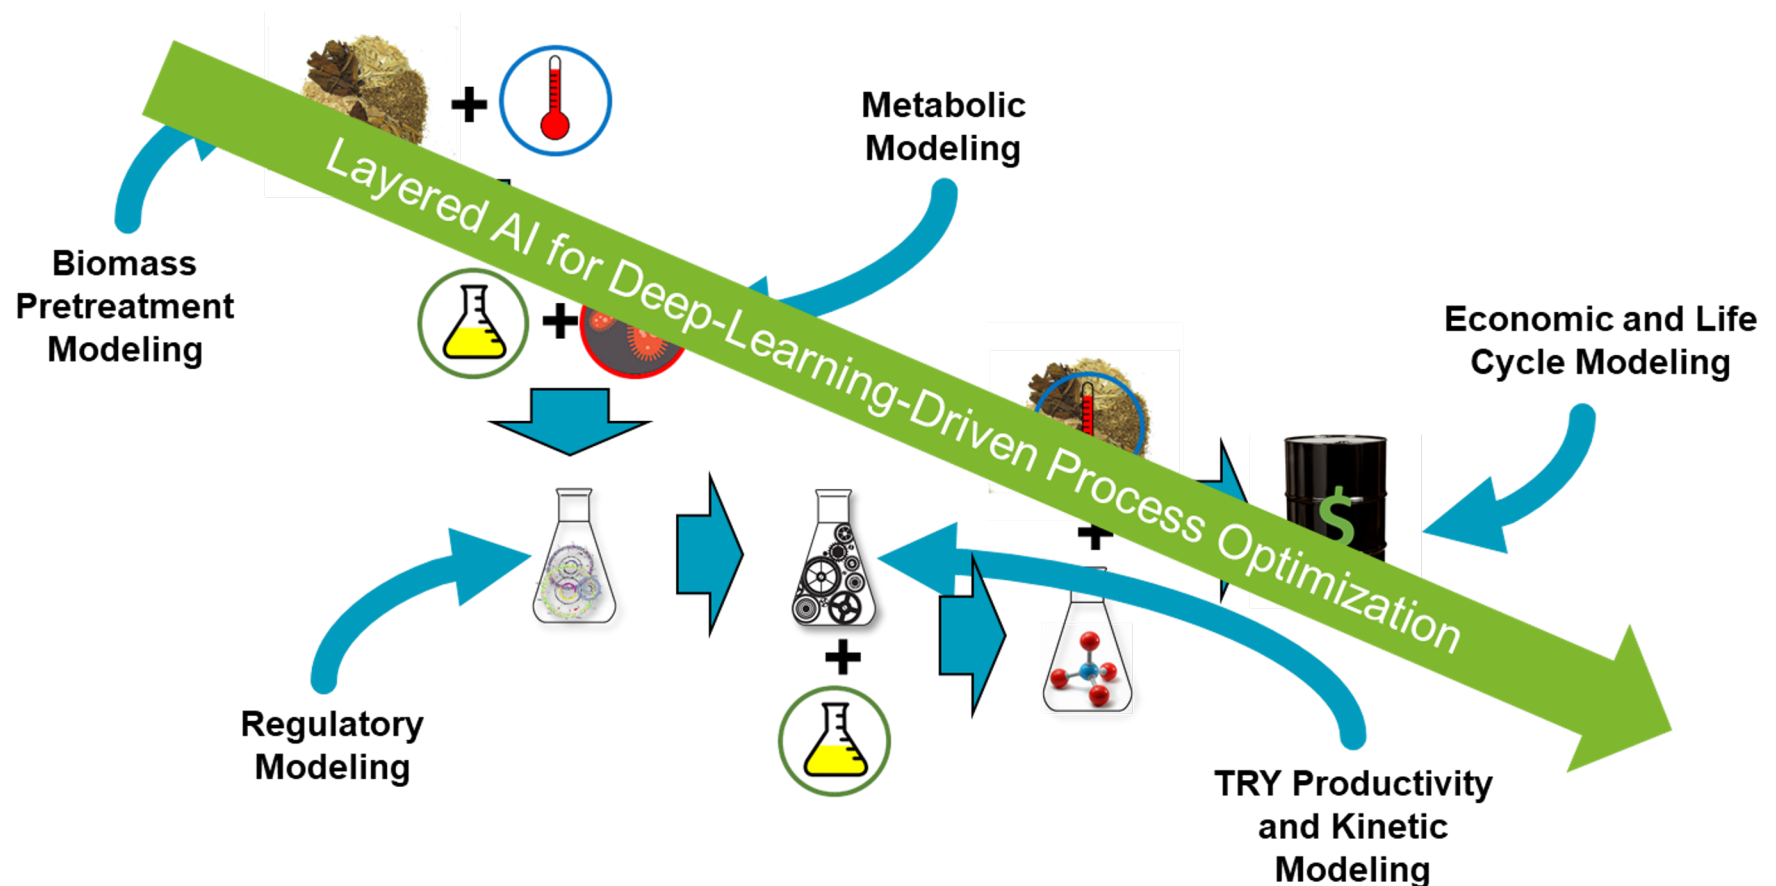 Metabolic
Modeling
Layered AI for Deep-Learning-Driven Process Optimization
Biomass
Pretreatment
Modeling
Economic and Life
Cycle Modeling
$
Regulatory
Modeling
TRY Productivity
and Kinetic
Modeling